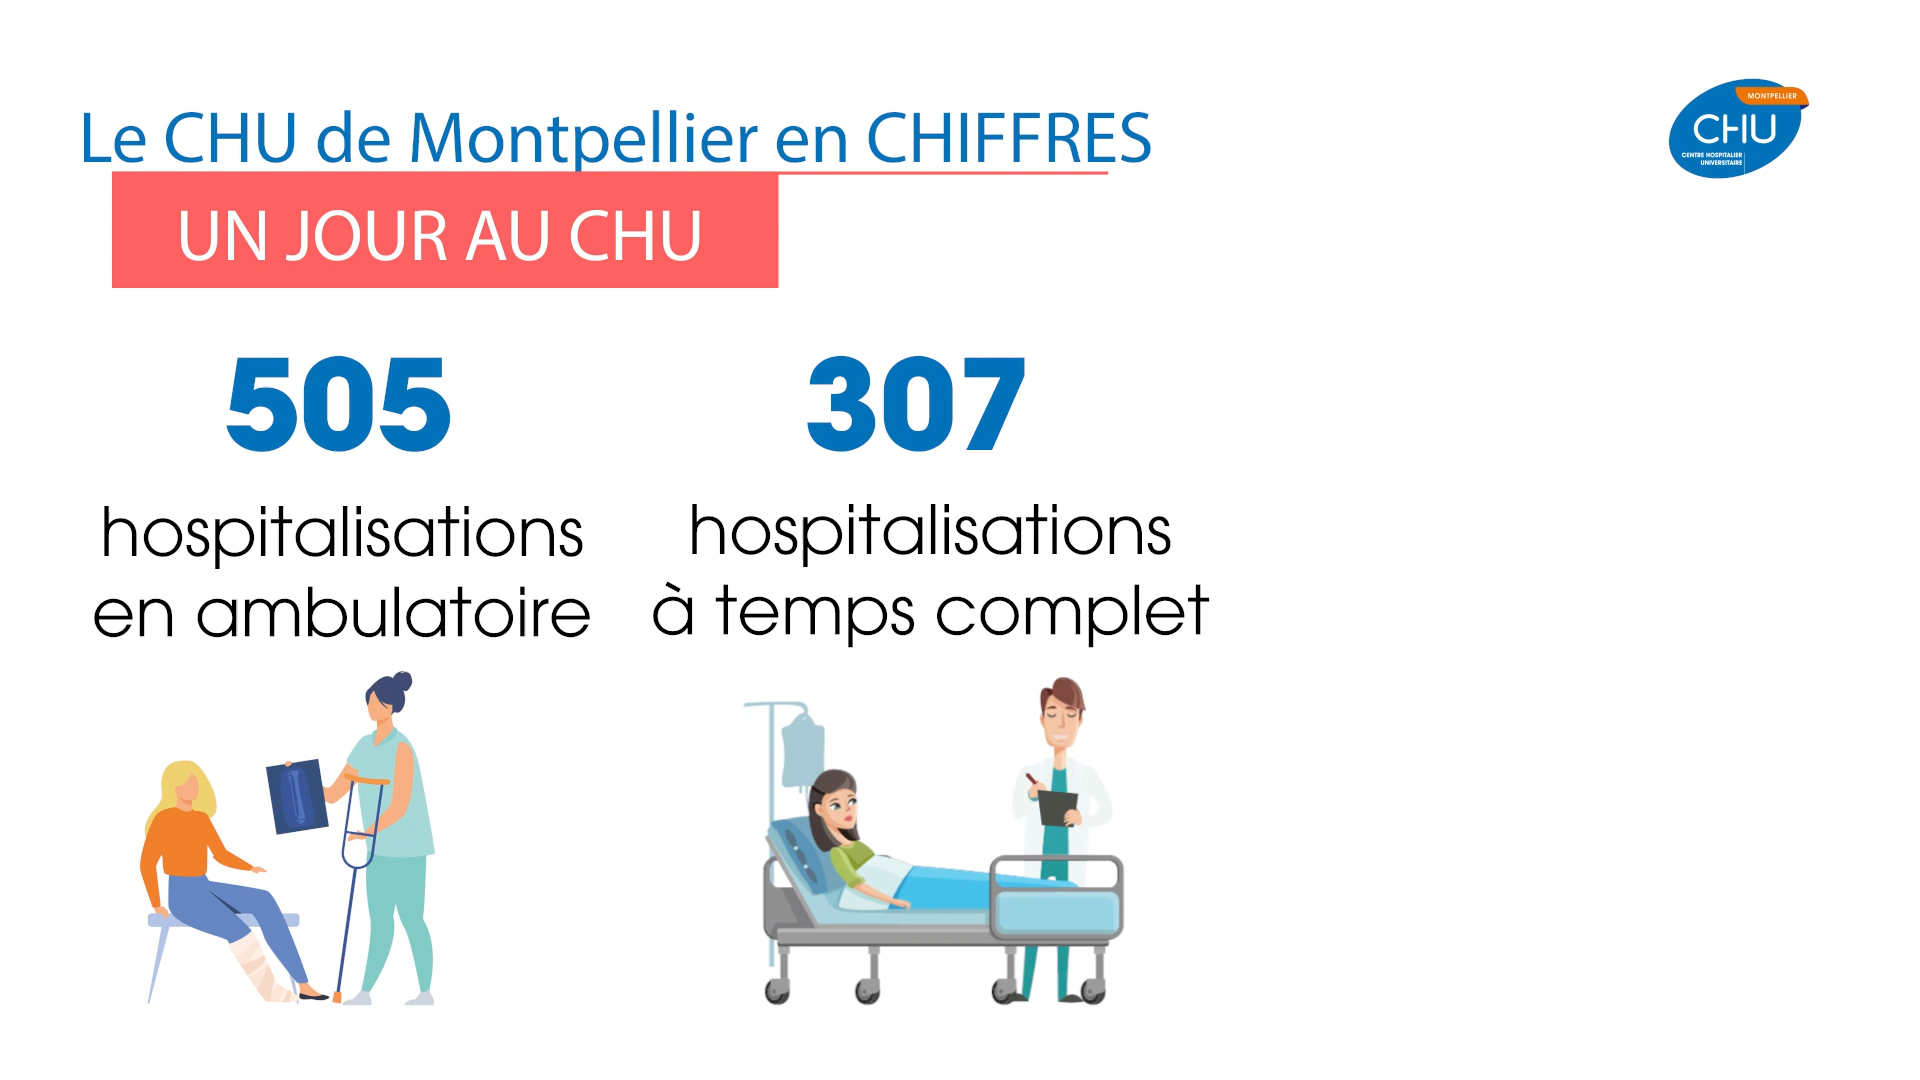 Le CHU de Montpellier en CHIFFRES
UN JOUR AU CHU
MONTPELLIER
CHU
CENTRE HOSPITALIER
UNIVERSITAIRE
505
hospitalisations
en ambulatoire
307
hospitalisations
à temps complet